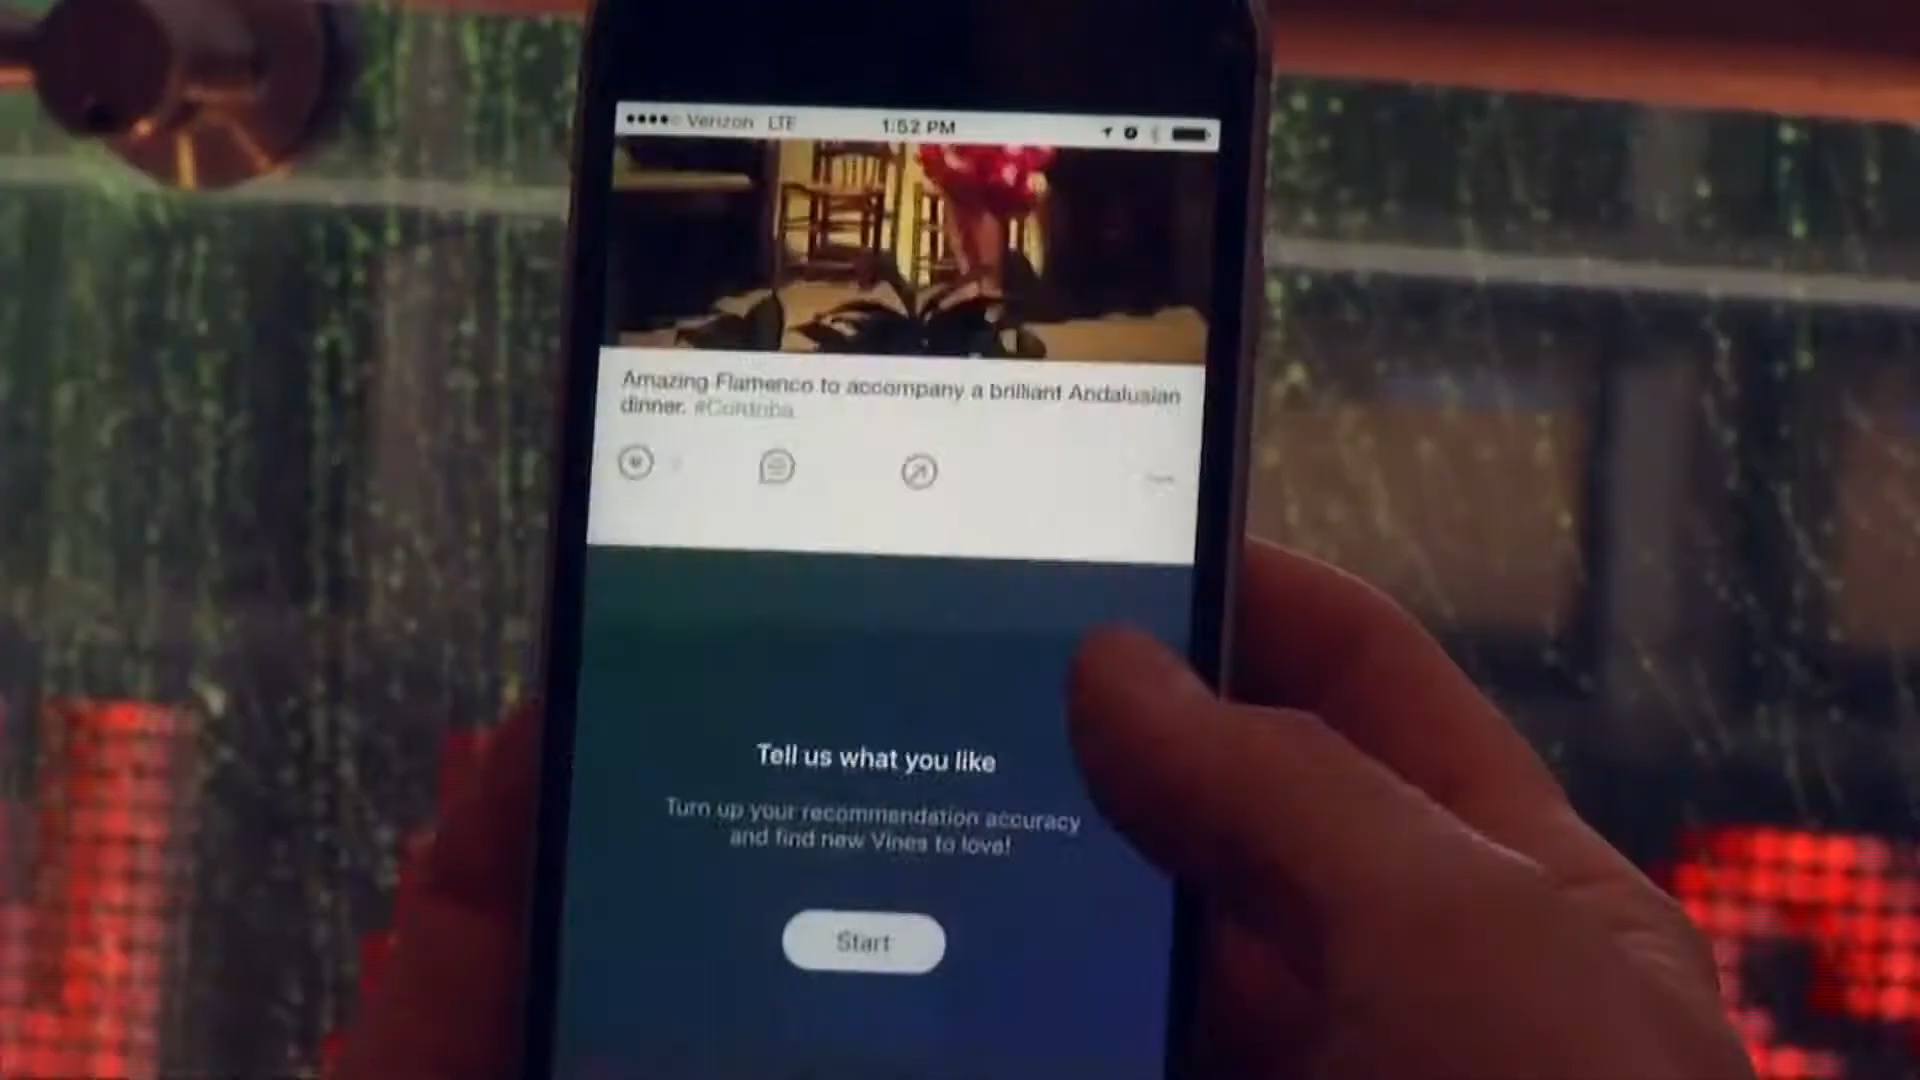 Verizon LTE 1:52 PM
Amazing Flamenco to accompany a brilliant Andalusian
dinner. #Cordoba
Tell us what you like
Turn up your recommendation accuracy
and find new Vines to love!
Start